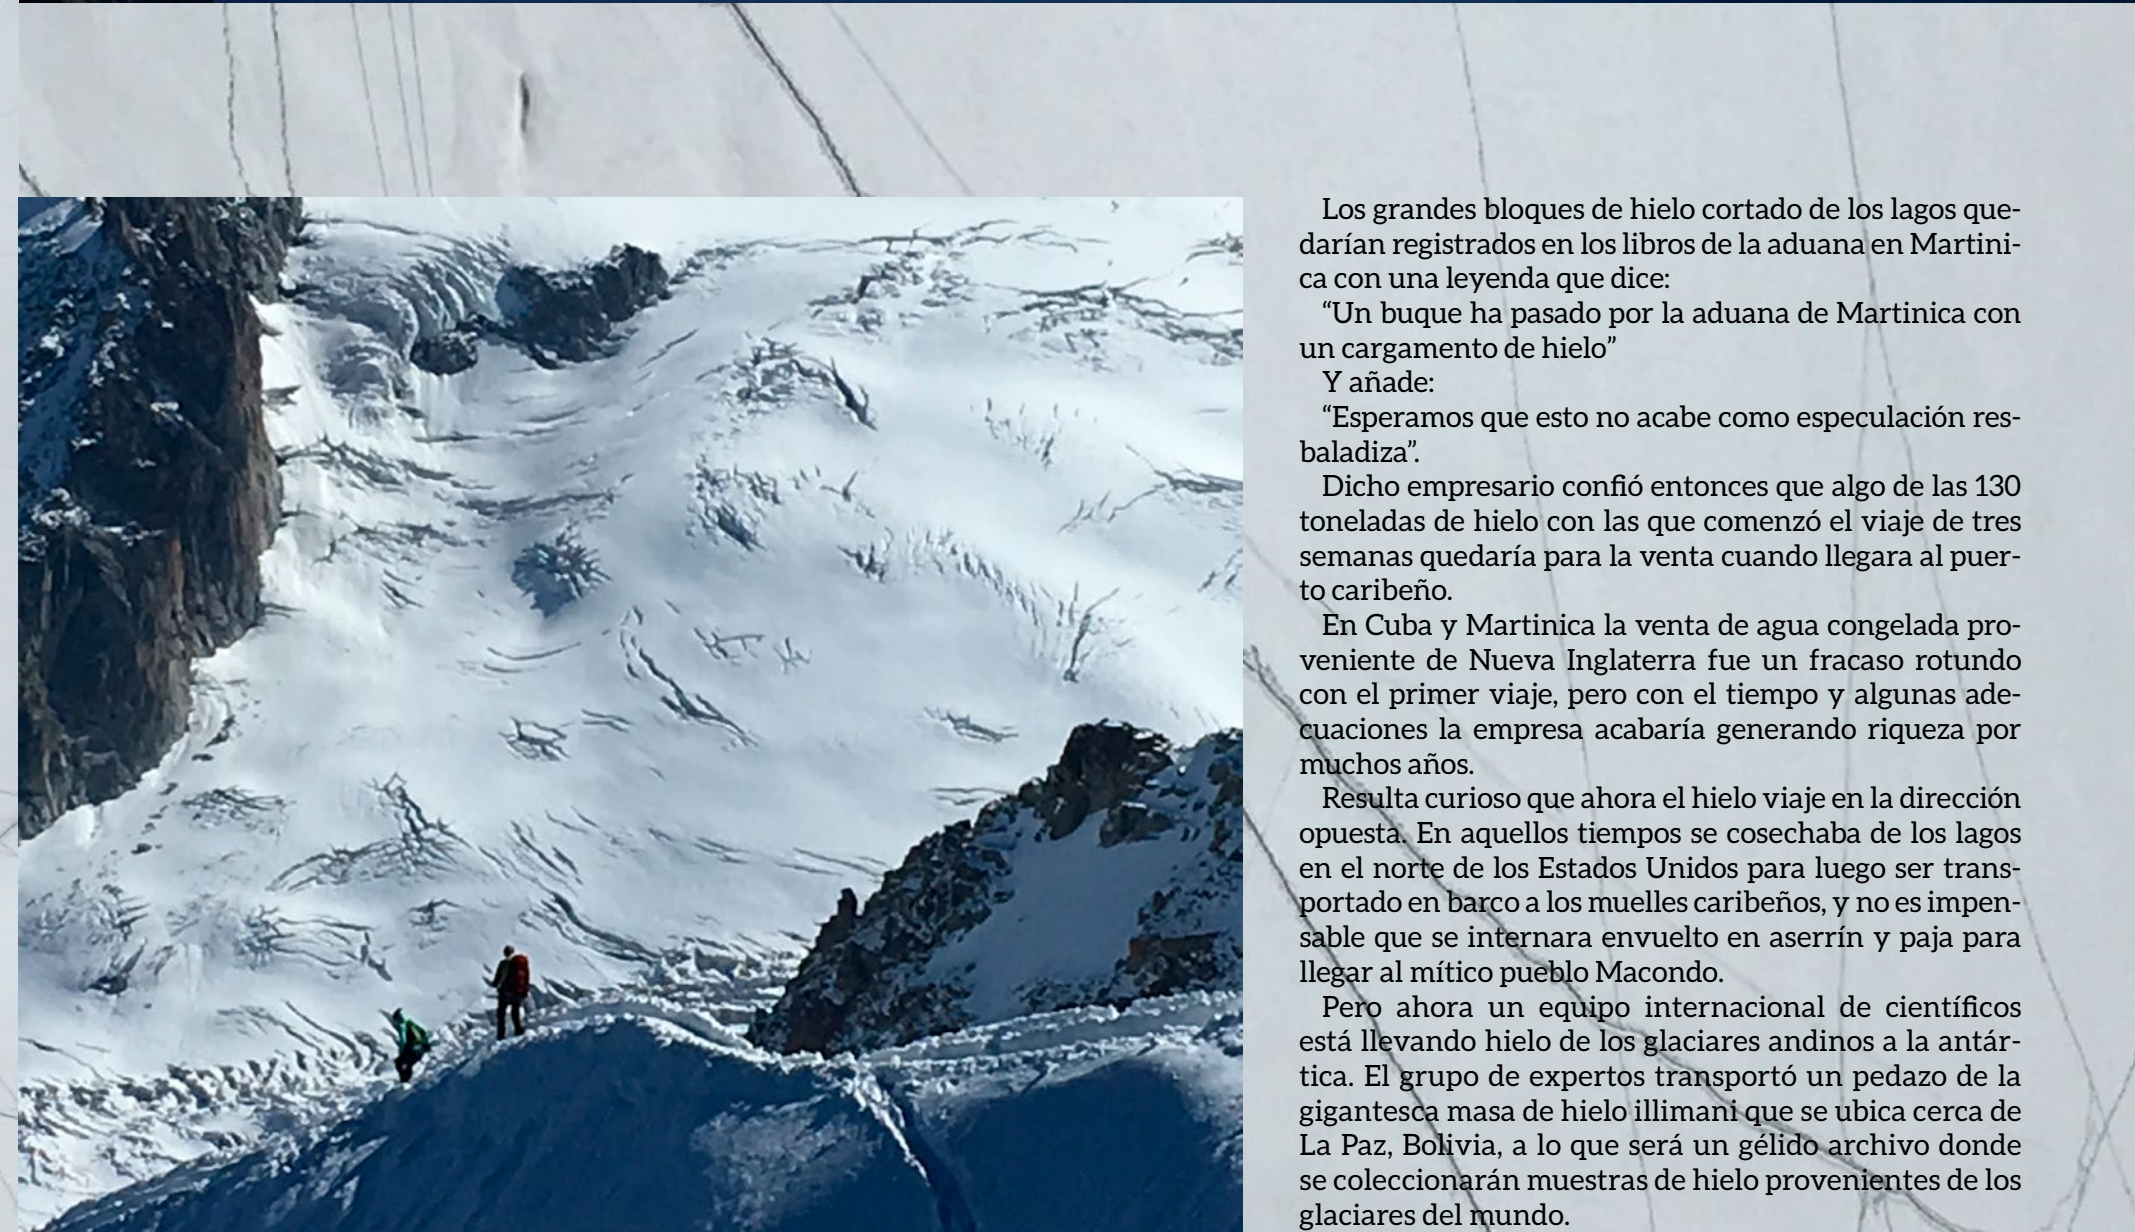 Los grandes bloques de hielo cortado de los lagos que-
darían registrados en los libros de la aduana en Martini-
ca con una leyenda que dice:
“Un buque ha pasado por la aduana de Martinica con
un cargamento de hielo”
Y añade:
“Esperamos que esto no acabe como especulación res-
baladiza”.
Dicho empresario confió entonces que algo de las 130
toneladas de hielo con las que comenzó el viaje de tres
semanas quedaría para la venta cuando llegara al puer-
to caribeño.
En Cuba y Martinica la venta de agua congelada pro-
veniente de Nueva Inglaterra fue un fracaso rotundo
con el primer viaje, pero con el tiempo y algunas ade-
cuaciones la empresa acabaría generando riqueza por
muchos años.
Resulta curioso que ahora el hielo viaje en la dirección
opuesta. En aquellos tiempos se cosechaba de los lagos
en el norte de los Estados Unidos para luego ser trans-
portado en barco a los muelles caribeños, y no es impen-
sable que se internara envuelto en aserrín y paja para
llegar al mítico pueblo Macondo.
Pero ahora un equipo internacional de científicos
está llevando hielo de los glaciares andinos a la antár-
tica. El grupo de expertos transportó un pedazo de la
gigantesca masa de hielo illimani que se ubica cerca de
La Paz, Bolivia, a lo que será un gélido archivo donde
se coleccionarán muestras de hielo provenientes de los
glaciares del mundo.